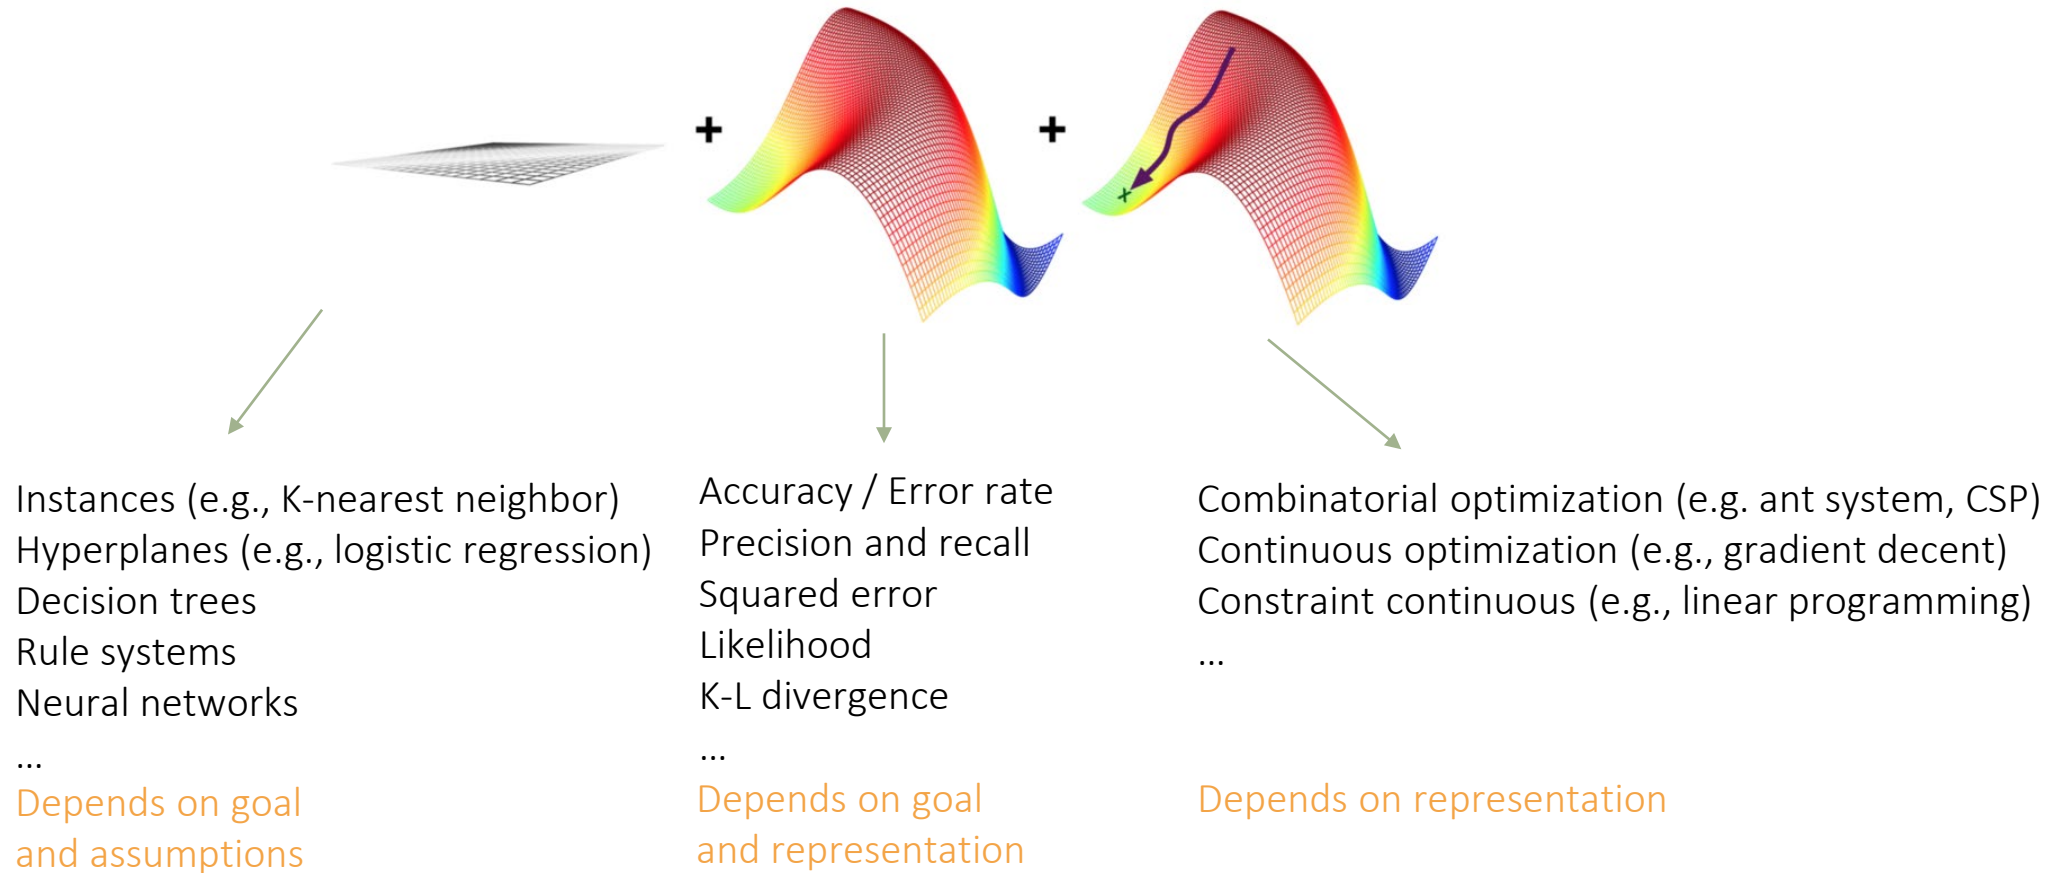 +
+
Instances (e.g., K-nearest neighbor)
Hyperplanes (e.g., logistic regression)
Decision trees
Rule systems
Neural networks
...
Depends on goal
and assumptions
Accuracy / Error rate
Precision and recall
Squared error
Likelihood
K-L divergence
...
Depends on goal
and representation
Combinatorial optimization (e.g. ant system, CSP)
Continuous optimization (e.g., gradient decent)
Constraint continuous (e.g., linear programming)
...
Depends on representation